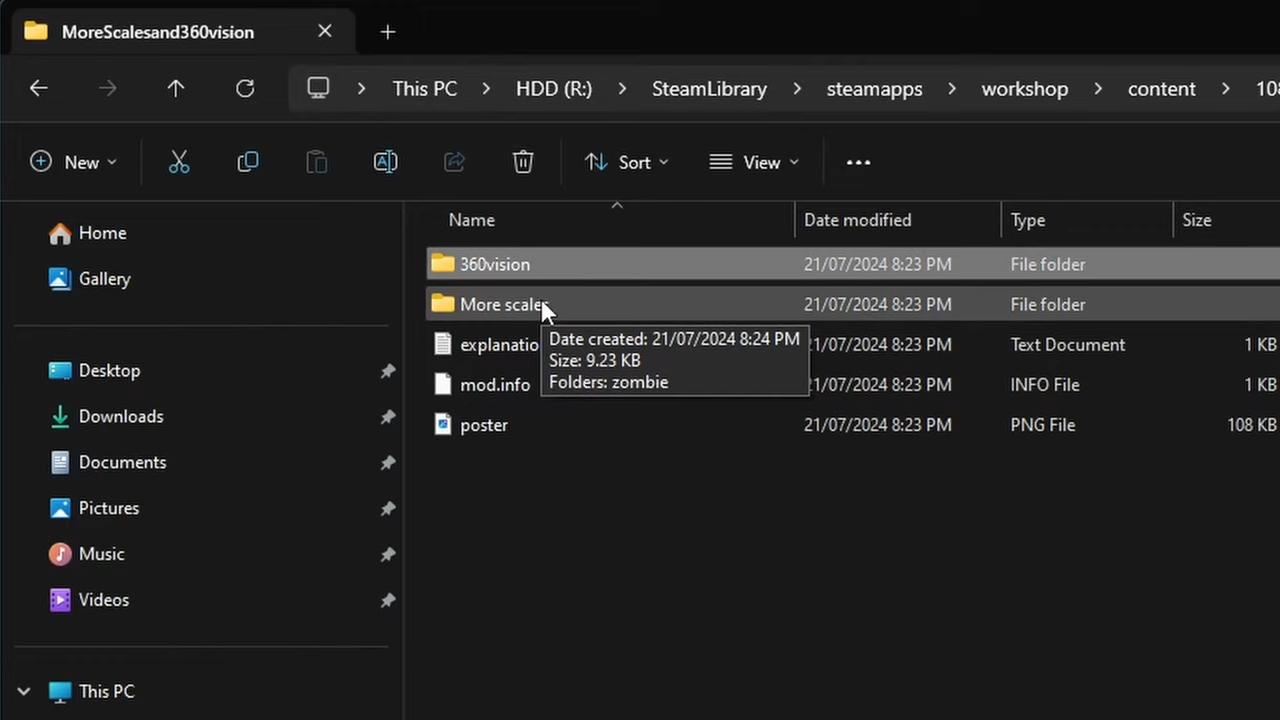 MoreScalesand360vision
This PC > HDD (R:) > SteamLibrary > steamapps > workshop > content >
New Sort View
Name Date modified Type Size
Home
Gallery
Desktop
Downloads
Documents
Pictures
Music
Videos
This PC
360vision 21/07/2024 8:23 PM File folder
More scales 21/07/2024 8:23 PM File folder
21/07/2024 8:23 PM Text Document 1 KB
mod.info 21/07/2024 8:23 PM INFO File 1 KB
poster 21/07/2024 8:23 PM PNG File 108 KB
Date created: 21/07/2024 8:24 PM
Size: 9.23 KB
Folders: zombie